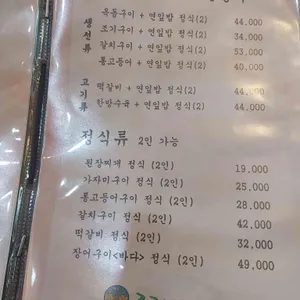 생선류
옥돔구이 + 연잎밥 정식(2) 44,000
조기구이 + 연잎밥 정식(2) 34,000
갈치구이 + 연잎밥 정식(2) 53,000
통고등어 + 연잎밥 정식(2) 40,000
고기류
떡갈비 + 연잎밥 정식(2) 44,000
한방수육 + 연잎밥 정식(2) 44,000
정식류 2인 가능
된장찌개 정식 (2인) 19,000
가자미구이 정식 (2인) 25,000
통고등어구이 정식 (2인) 28,000
갈치구이 정식 (2인) 42,000
떡갈비 정식 (2인) 32,000
장어구이<바다> 정식 (2인) 49,000